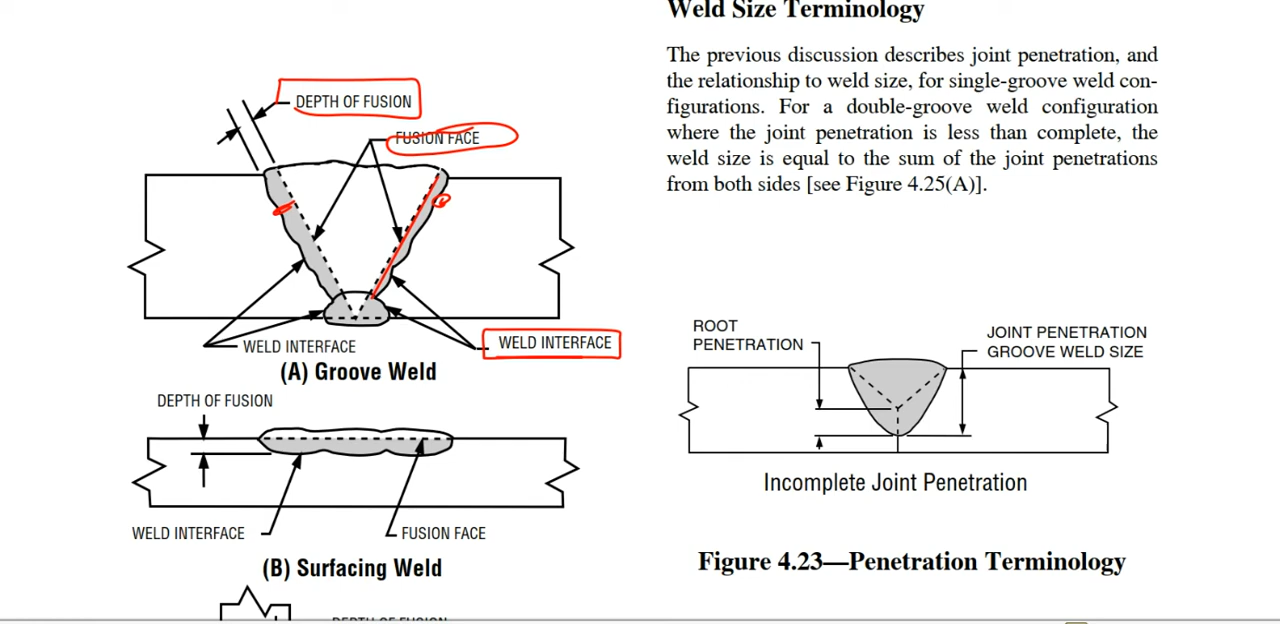 Weld Size Terminology
The previous discussion describes joint penetration, and
the relationship to weld size, for single-groove weld con-
figurations. For a double-groove weld configuration
where the joint penetration is less than complete, the
weld size is equal to the sum of the joint penetrations
from both sides [see Figure 4.25(A)].
DEPTH OF FUSION
FUSION FACE
WELD INTERFACE
WELD INTERFACE
(A) Groove Weld
DEPTH OF FUSION
WELD INTERFACE
FUSION FACE
(B) Surfacing Weld
DEPTH OF FUSION
ROOT
PENETRATION
JOINT PENETRATION
GROOVE WELD SIZE
Incomplete Joint Penetration
Figure 4.23—Penetration Terminology